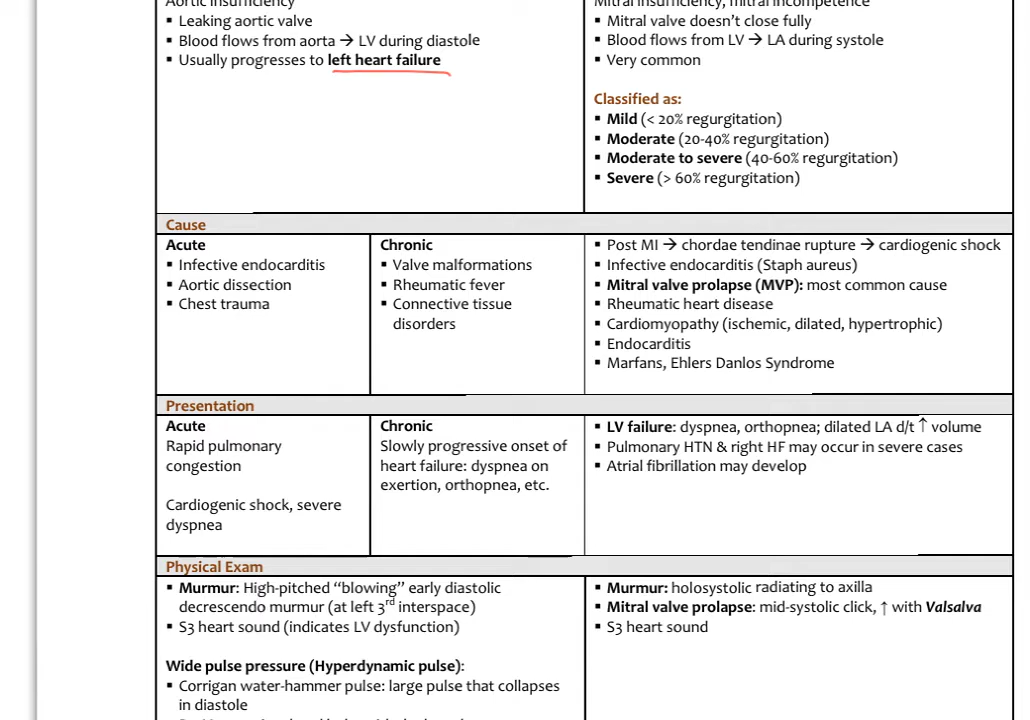 Aortic insufficiency
▪ Leaking aortic valve
▪ Blood flows from aorta → LV during diastole
▪ Usually progresses to left heart failure
Mitral insufficiency, mitral incompetence
▪ Mitral valve doesn't close fully
▪ Blood flows from LV → LA during systole
▪ Very common
Classified as:
▪ Mild (< 20% regurgitation)
▪ Moderate (20-40% regurgitation)
▪ Moderate to severe (40-60% regurgitation)
▪ Severe (> 60% regurgitation)
Cause
Acute
▪ Infective endocarditis
▪ Aortic dissection
▪ Chest trauma
Chronic
▪ Valve malformations
▪ Rheumatic fever
▪ Connective tissue
disorders
▪ Post MI → chordae tendinae rupture → cardiogenic shock
▪ Infective endocarditis (Staph aureus)
▪ Mitral valve prolapse (MVP): most common cause
▪ Rheumatic heart disease
▪ Cardiomyopathy (ischemic, dilated, hypertrophic)
▪ Endocarditis
▪ Marfans, Ehlers Danlos Syndrome
Presentation
Acute
Rapid pulmonary
congestion
Cardiogenic shock, severe
dyspnea
Chronic
Slowly progressive onset of
heart failure: dyspnea on
exertion, orthopnea, etc.
▪ LV failure: dyspnea, orthopnea; dilated LA d/t ↑ volume
▪ Pulmonary HTN & right HF may occur in severe cases
▪ Atrial fibrillation may develop
Physical Exam
▪ Murmur: High-pitched "blowing" early diastolic
decrescendo murmur (at left 3rd interspace)
▪ S3 heart sound (indicates LV dysfunction)
Wide pulse pressure (Hyperdynamic pulse):
▪ Corrigan water-hammer pulse: large pulse that collapses
in diastole
▪ Murmur: holosystolic radiating to axilla
▪ Mitral valve prolapse: mid-systolic click, ↑ with Valsalva
▪ S3 heart sound